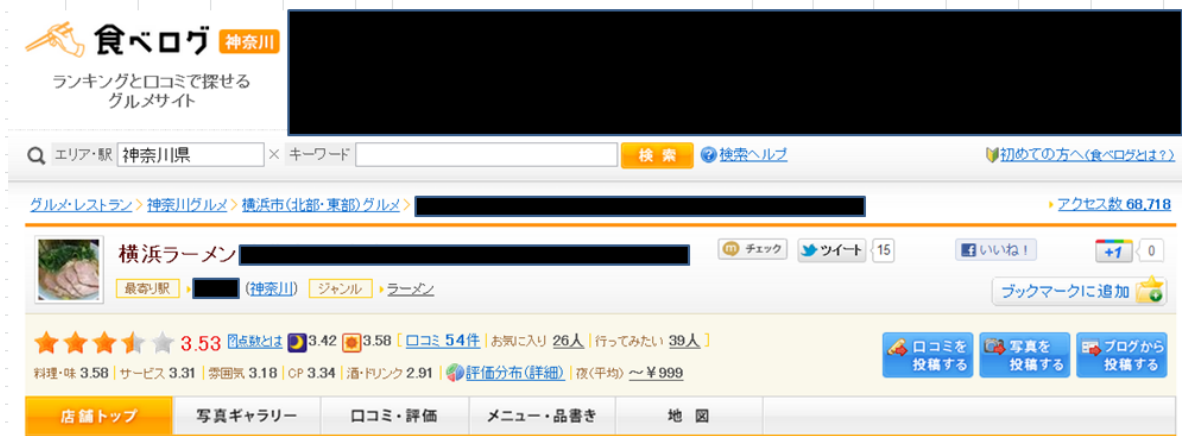 食べログ 神奈川
ランキングと口コミで探せる
グルメサイト
エリア・駅 神奈川県 × キーワード 検索 ?検索ヘルプ 初めての方へ(食べログとは?)
グルメ・レストラン > 神奈川グルメ > 横浜市(北部・東部)グルメ > アクセス数 68,718
横浜ラーメン m チェック ツイート 15 f いいね! +1 0
最寄り駅 (神奈川) ジャンル ラーメン ブックマークに追加
3.53 ?点数とは 3.42 3.58 [ 口コミ 54件 | お気に入り 26人 | 行ってみたい 39人 ]
口コミを投稿する 写真を投稿する ブログから投稿する
料理・味 3.58 | サービス 3.31 | 雰囲気 3.18 | CP 3.34 | 酒・ドリンク 2.91 | 評価分布(詳細) | 夜(平均) ~¥999
店舗トップ 写真ギャラリー 口コミ・評価 メニュー・品書き 地図